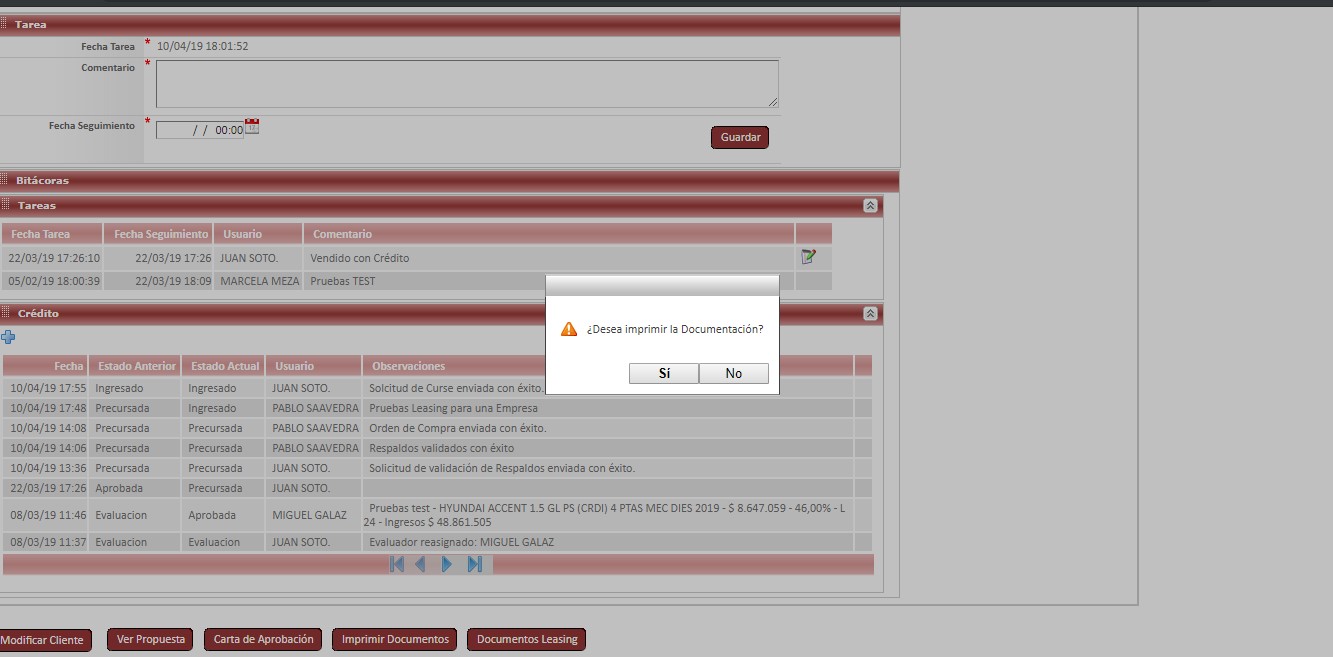 Tarea
Fecha Tarea * 10/04/19 18:01:52
Comentario *
Fecha Seguimiento * / / 00:00
Guardar
Bitácoras
Tareas
Fecha Tarea Fecha Seguimiento Usuario Comentario
22/03/19 17:26:10 22/03/19 17:26 JUAN SOTO. Vendido con Crédito
05/02/19 18:00:39 22/03/19 18:09 MARCELA MEZA Pruebas TEST
Crédito
¿Desea imprimir la Documentación?
Sí No
Fecha Estado Anterior Estado Actual Usuario Observaciones
10/04/19 17:55 Ingresado Ingresado JUAN SOTO. Solcitud de Curse enviada con éxito.
10/04/19 17:48 Precursada Ingresado PABLO SAAVEDRA Pruebas Leasing para una Empresa
10/04/19 14:08 Precursada Precursada PABLO SAAVEDRA Orden de Compra enviada con éxito.
10/04/19 14:06 Precursada Precursada PABLO SAAVEDRA Respaldos validados con éxito
10/04/19 13:36 Precursada Precursada JUAN SOTO. Solicitud de validación de Respaldos enviada con éxito.
22/03/19 17:26 Aprobada Precursada JUAN SOTO.
08/03/19 11:46 Evaluacion Aprobada MIGUEL GALAZ Pruebas test - HYUNDAI ACCENT 1.5 GL PS (CRDI) 4 PTAS MEC DIES 2019 - $ 8.647.059 - 46,00% - L
24 - Ingresos $ 48.861.505
08/03/19 11:37 Evaluacion Evaluacion JUAN SOTO. Evaluador reasignado: MIGUEL GALAZ
Modificar Cliente Ver Propuesta Carta de Aprobación Imprimir Documentos Documentos Leasing